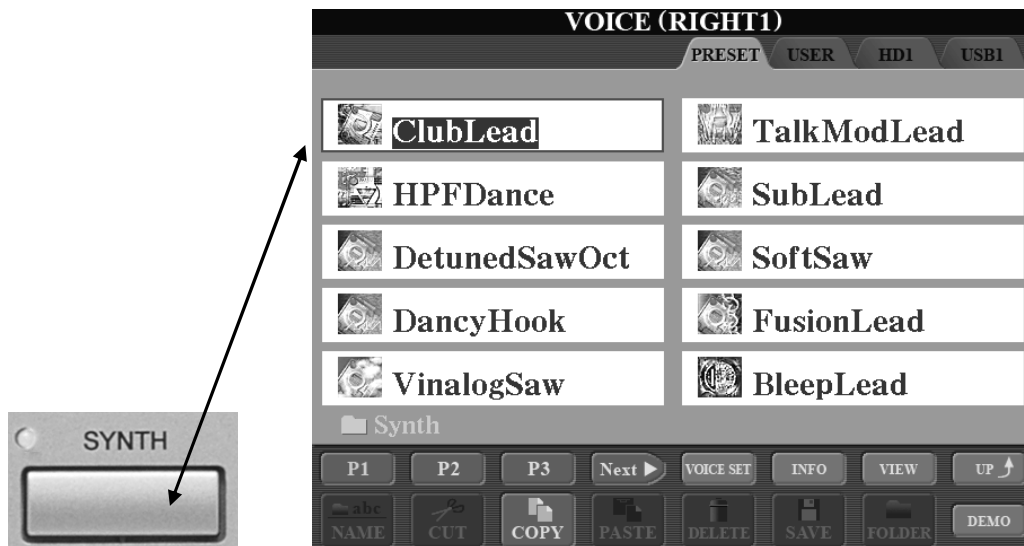 VOICE (RIGHT1)
PRESET USER HD1 USB1
ClubLead TalkModLead
HPFDance SubLead
DetunedSawOct SoftSaw
DancyHook FusionLead
VinalogSaw BleepLead
Synth
SYNTH
P1 P2 P3 Next VOICE SET INFO VIEW UP
abc
NAME CUT COPY PASTE DELETE SAVE FOLDER DEMO